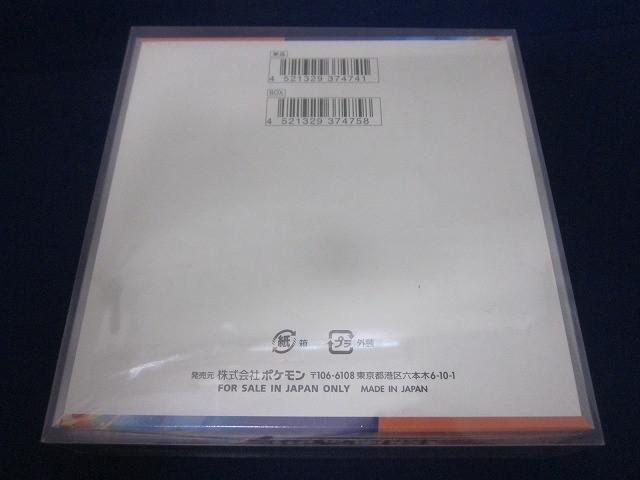 単品
4 521329 374741
BOX
4 521329 374758
紙 箱 プラ 外装
発売元 株式会社ポケモン 〒106-6108 東京都港区六本木6-10-1
FOR SALE IN JAPAN ONLY MADE IN JAPAN